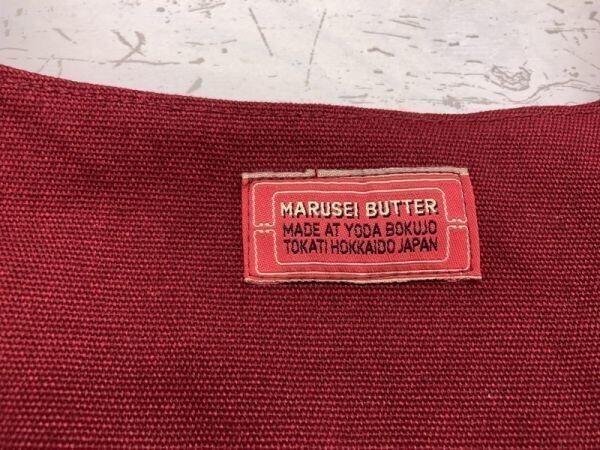 MARUSEI BUTTER
MADE AT YODA BOKUJO
TOKATI HOKKAIDO JAPAN